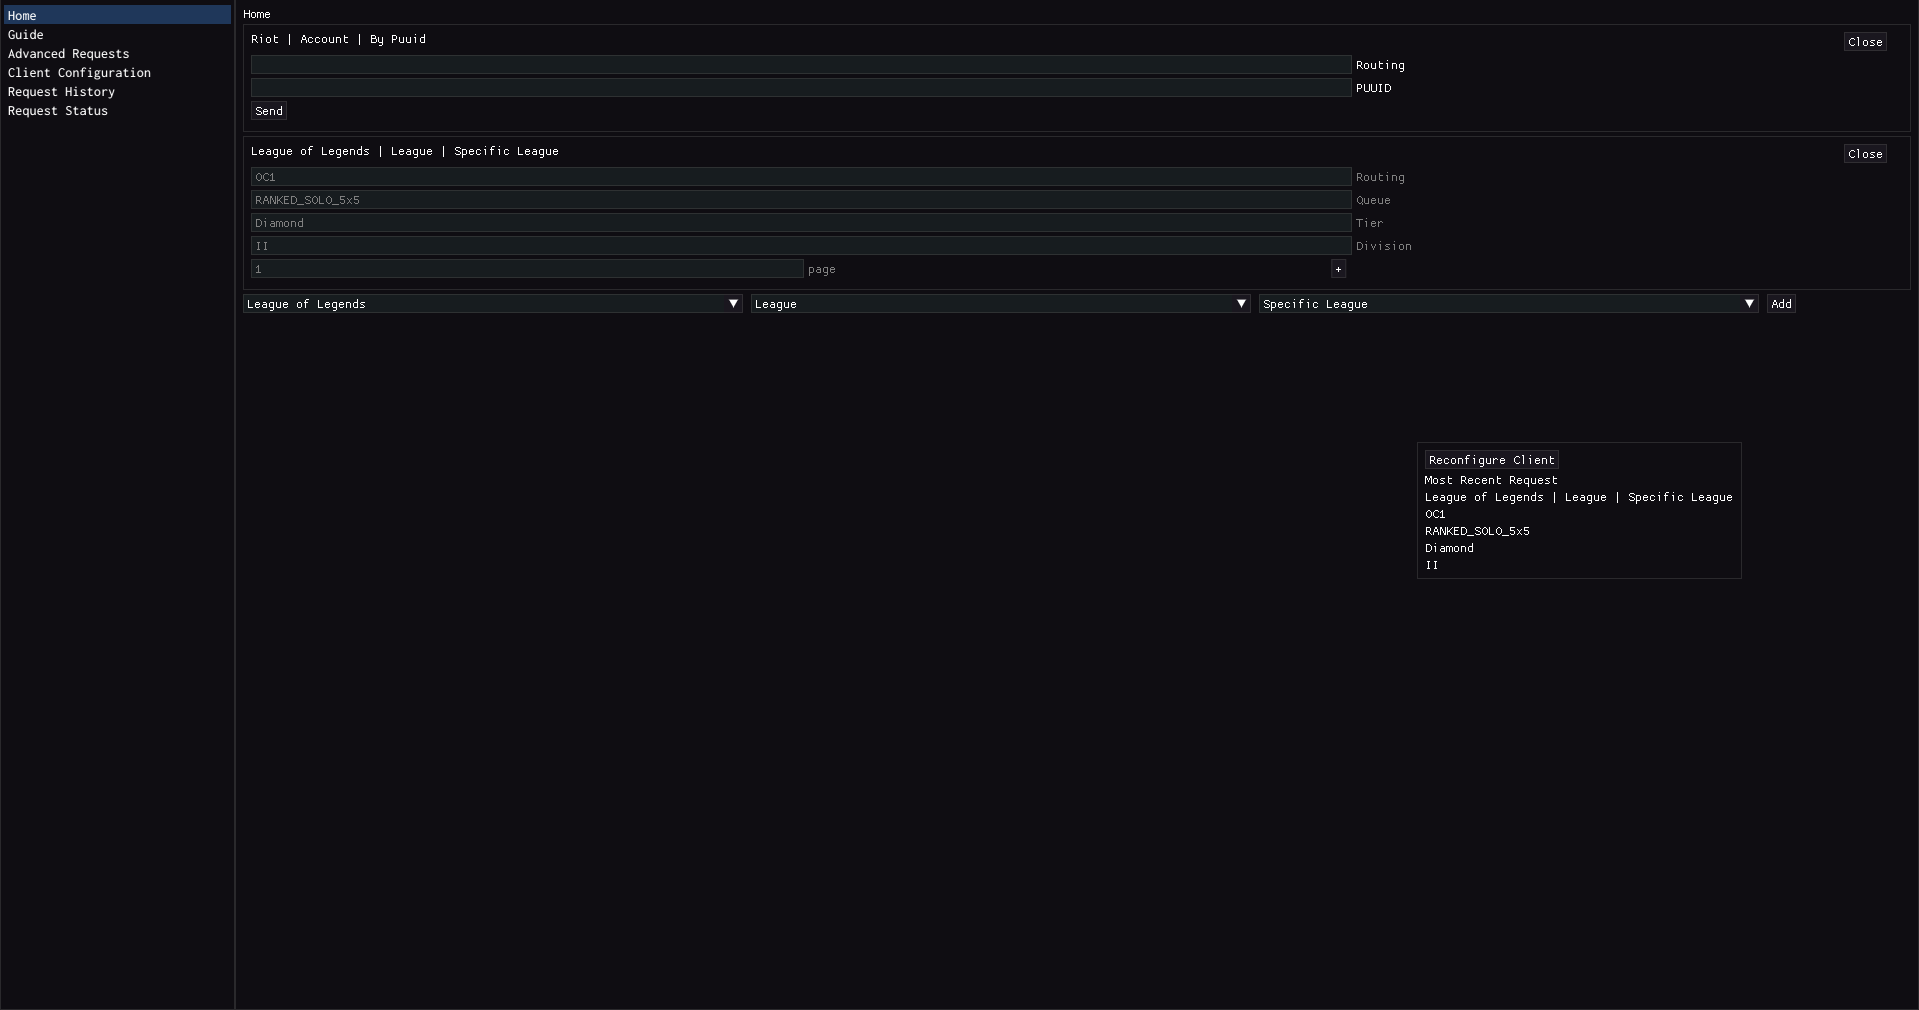 Home
Guide
Advanced Requests
Client Configuration
Request History
Request Status
Home
Riot | Account | By Puuid
Close
Routing
PUUID
Send
League of Legends | League | Specific League
Close
OC1 Routing
RANKED_SOLO_5x5 Queue
Diamond Tier
II Division
1 page +
League of Legends League Specific League Add
Reconfigure Client
Most Recent Request
League of Legends | League | Specific League
OC1
RANKED_SOLO_5x5
Diamond
II